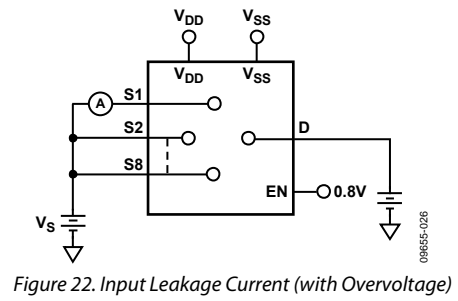 VDD VSS
VDD VSS
A S1
S2 D
S8
EN 0.8V
VS
09655-026
Figure 22. Input Leakage Current (with Overvoltage)